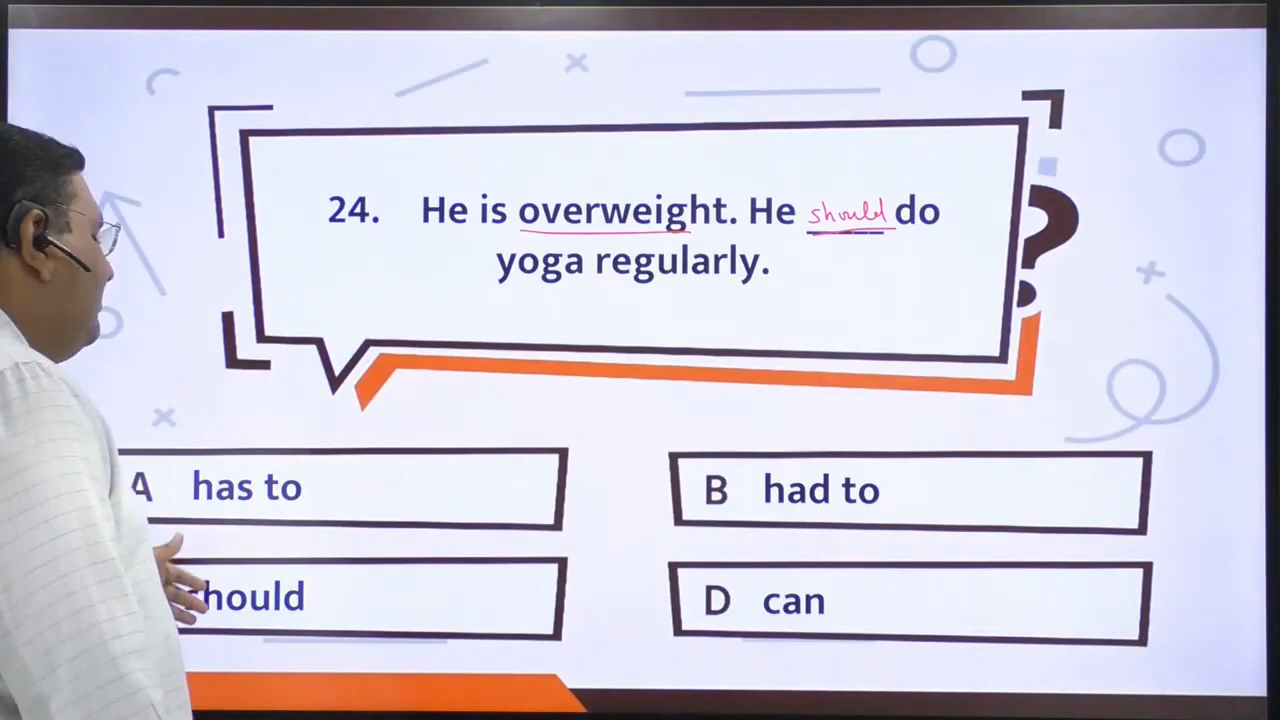 24. He is overweight. He should do
yoga regularly.
A has to
B had to
hould
D can